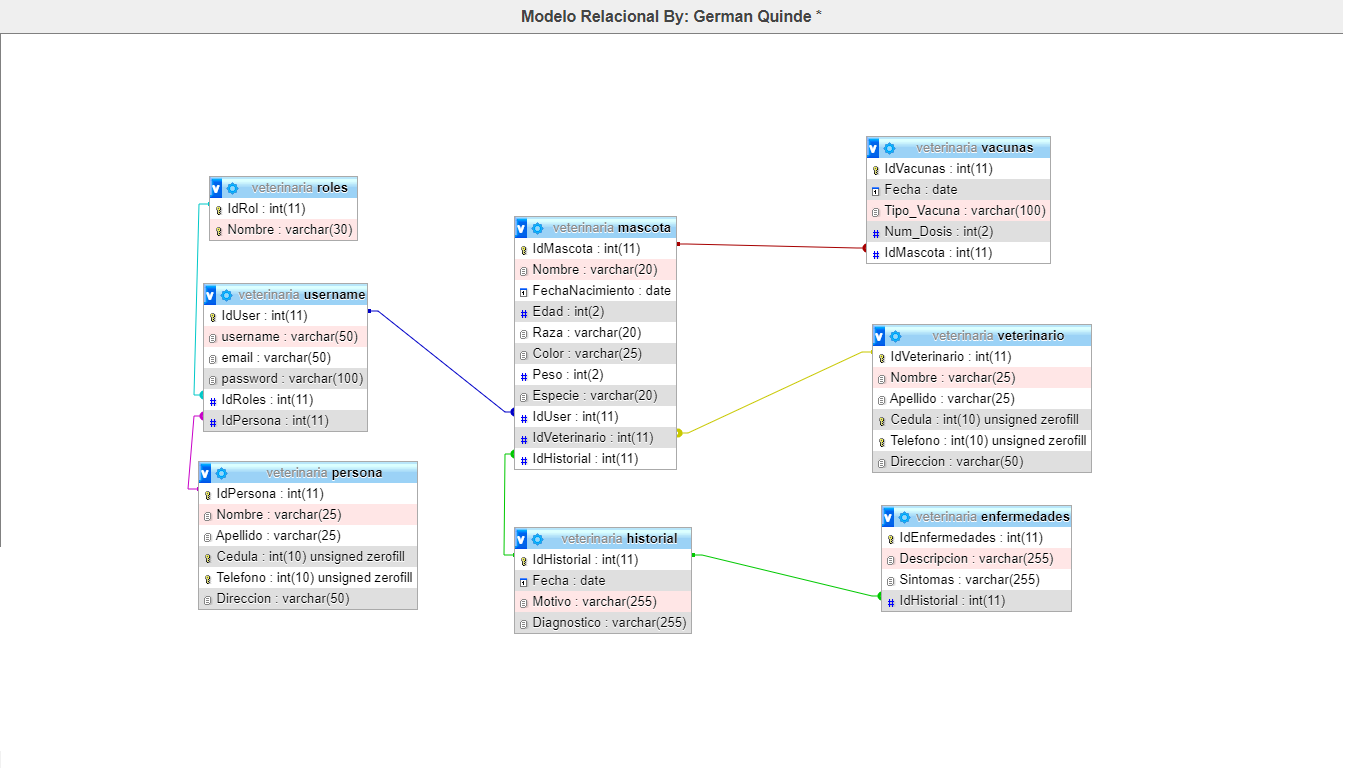 Modelo Relacional By: German Quinde *
veterinaria roles
IdRol : int(11)
Nombre : varchar(30)
veterinaria username
IdUser : int(11)
username : varchar(50)
email : varchar(50)
password : varchar(100)
IdRoles : int(11)
IdPersona : int(11)
veterinaria persona
IdPersona : int(11)
Nombre : varchar(25)
Apellido : varchar(25)
Cedula : int(10) unsigned zerofill
Telefono : int(10) unsigned zerofill
Direccion : varchar(50)
veterinaria mascota
IdMascota : int(11)
Nombre : varchar(20)
FechaNacimiento : date
Edad : int(2)
Raza : varchar(20)
Color : varchar(25)
Peso : int(2)
Especie : varchar(20)
IdUser : int(11)
IdVeterinario : int(11)
IdHistorial : int(11)
veterinaria historial
IdHistorial : int(11)
Fecha : date
Motivo : varchar(255)
Diagnostico : varchar(255)
veterinaria vacunas
IdVacunas : int(11)
Fecha : date
Tipo_Vacuna : varchar(100)
Num_Dosis : int(2)
IdMascota : int(11)
veterinaria veterinario
IdVeterinario : int(11)
Nombre : varchar(25)
Apellido : varchar(25)
Cedula : int(10) unsigned zerofill
Telefono : int(10) unsigned zerofill
Direccion : varchar(50)
veterinaria enfermedades
IdEnfermedades : int(11)
Descripcion : varchar(255)
Sintomas : varchar(255)
IdHistorial : int(11)